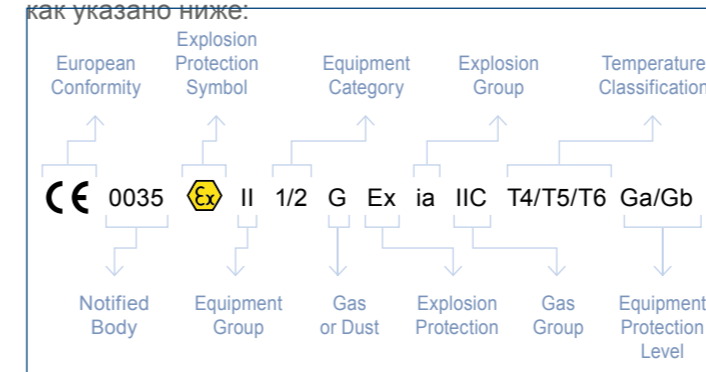 как указано ниже:
European Conformity
Explosion Protection Symbol
Equipment Category
Explosion Group
Temperature Classification
CE 0035 Ex II 1/2 G Ex ia IIC T4/T5/T6 Ga/Gb
Notified Body
Equipment Group
Gas or Dust
Explosion Protection
Gas Group
Equipment Protection Level